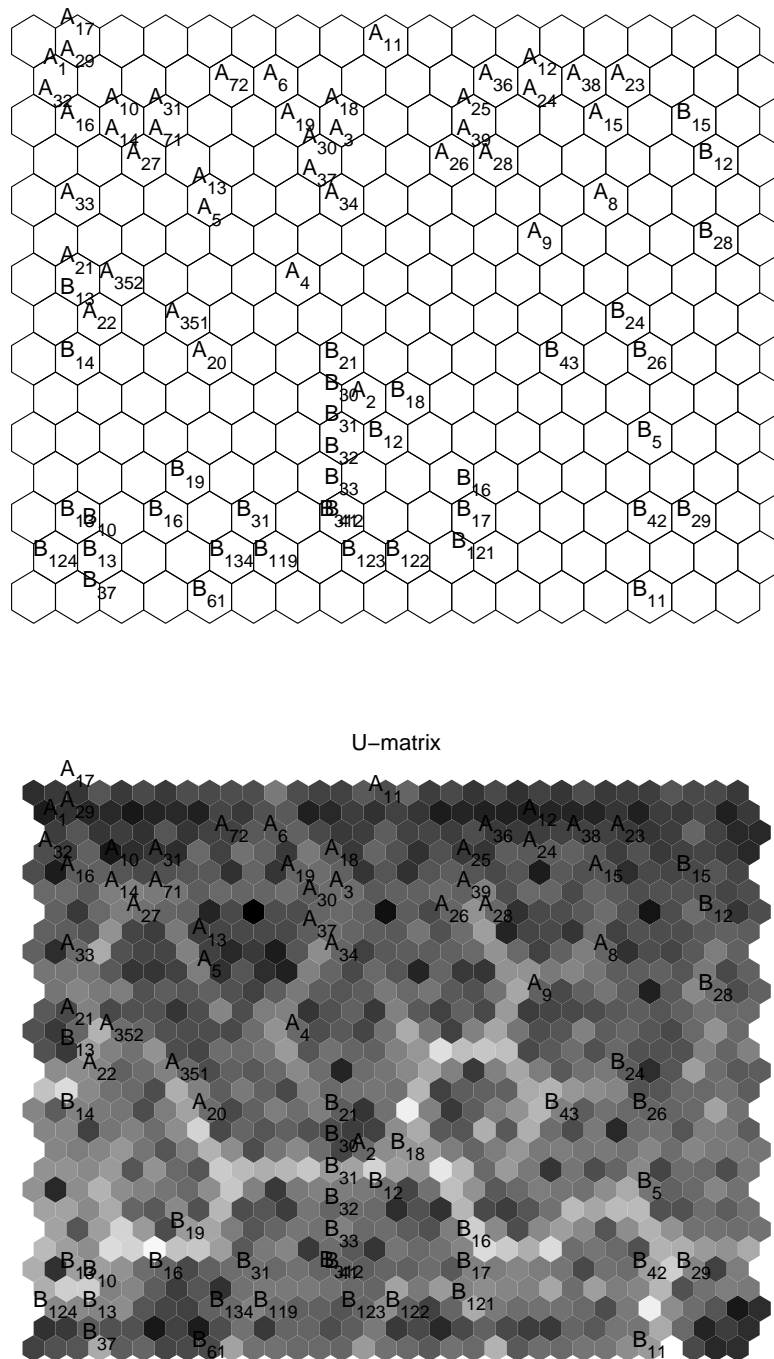 A17
A11
A29
A1
A12
A72 A6 A36 A38 A23
A32 A24
A10 A31 A18 A25
A16 A19 A15 B15
A14 A71 A3 A39
A30
A27 A26 A28 B12
A37
A13
A33 A34 A8
A5
A9 B28
A21
A352 A4
B13
A22 A351 B24
B14 A20 B21 B43 B26
B30 A2 B18
B31 B12 B5
B32
B19 B33 B16
B10 B16 B31 B412 B17 B42 B29
B124 B13 B134 B119 B123 B122 B121
B37 B61 B11
U−matrix
A17
A11
A29
A1
A12
A72 A6 A36 A38 A23
A32 A24
A10 A31 A18 A25
A16 A19 A15 B15
A14 A71 A3 A39
A30
A27 A26 A28 B12
A37
A13
A33 A34 A8
A5
A9 B28
A21
A352 A4
B13
A22 A351 B24
B14 A20 B21 B43 B26
B30 A2 B18
B31 B12 B5
B32
B19 B33 B16
B10 B16 B31 B412 B17 B42 B29
B124 B13 B134 B119 B123 B122 B121
B37 B61 B11